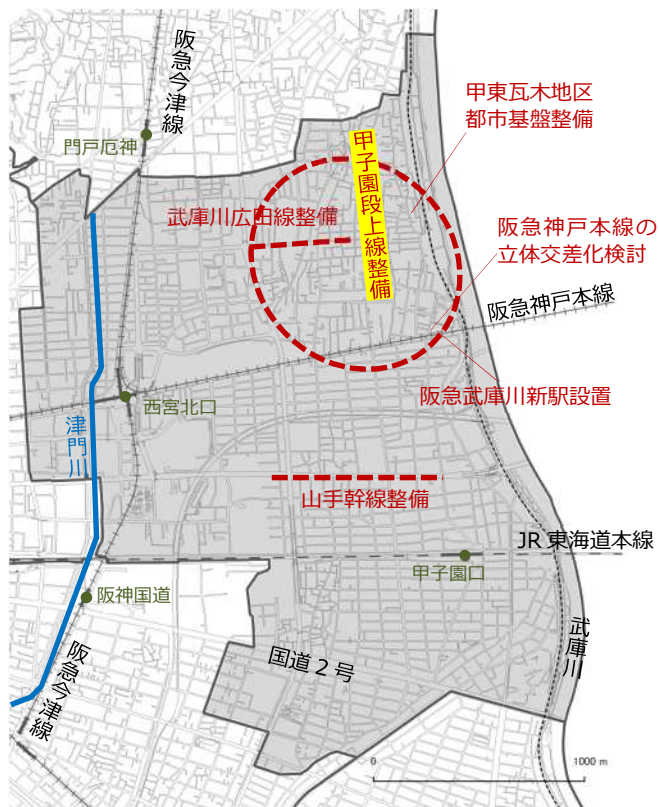 阪急今津線
門戸厄神
甲東瓦木地区
都市基盤整備
甲子園段上線整備
武庫川広田線整備
阪急神戸本線の
立体交差化検討
阪急神戸本線
阪急武庫川新駅設置
西宮北口
津門川
山手幹線整備
JR東海道本線
甲子園口
阪神国道
武庫川
阪急今津線
国道2号
0
1000 m